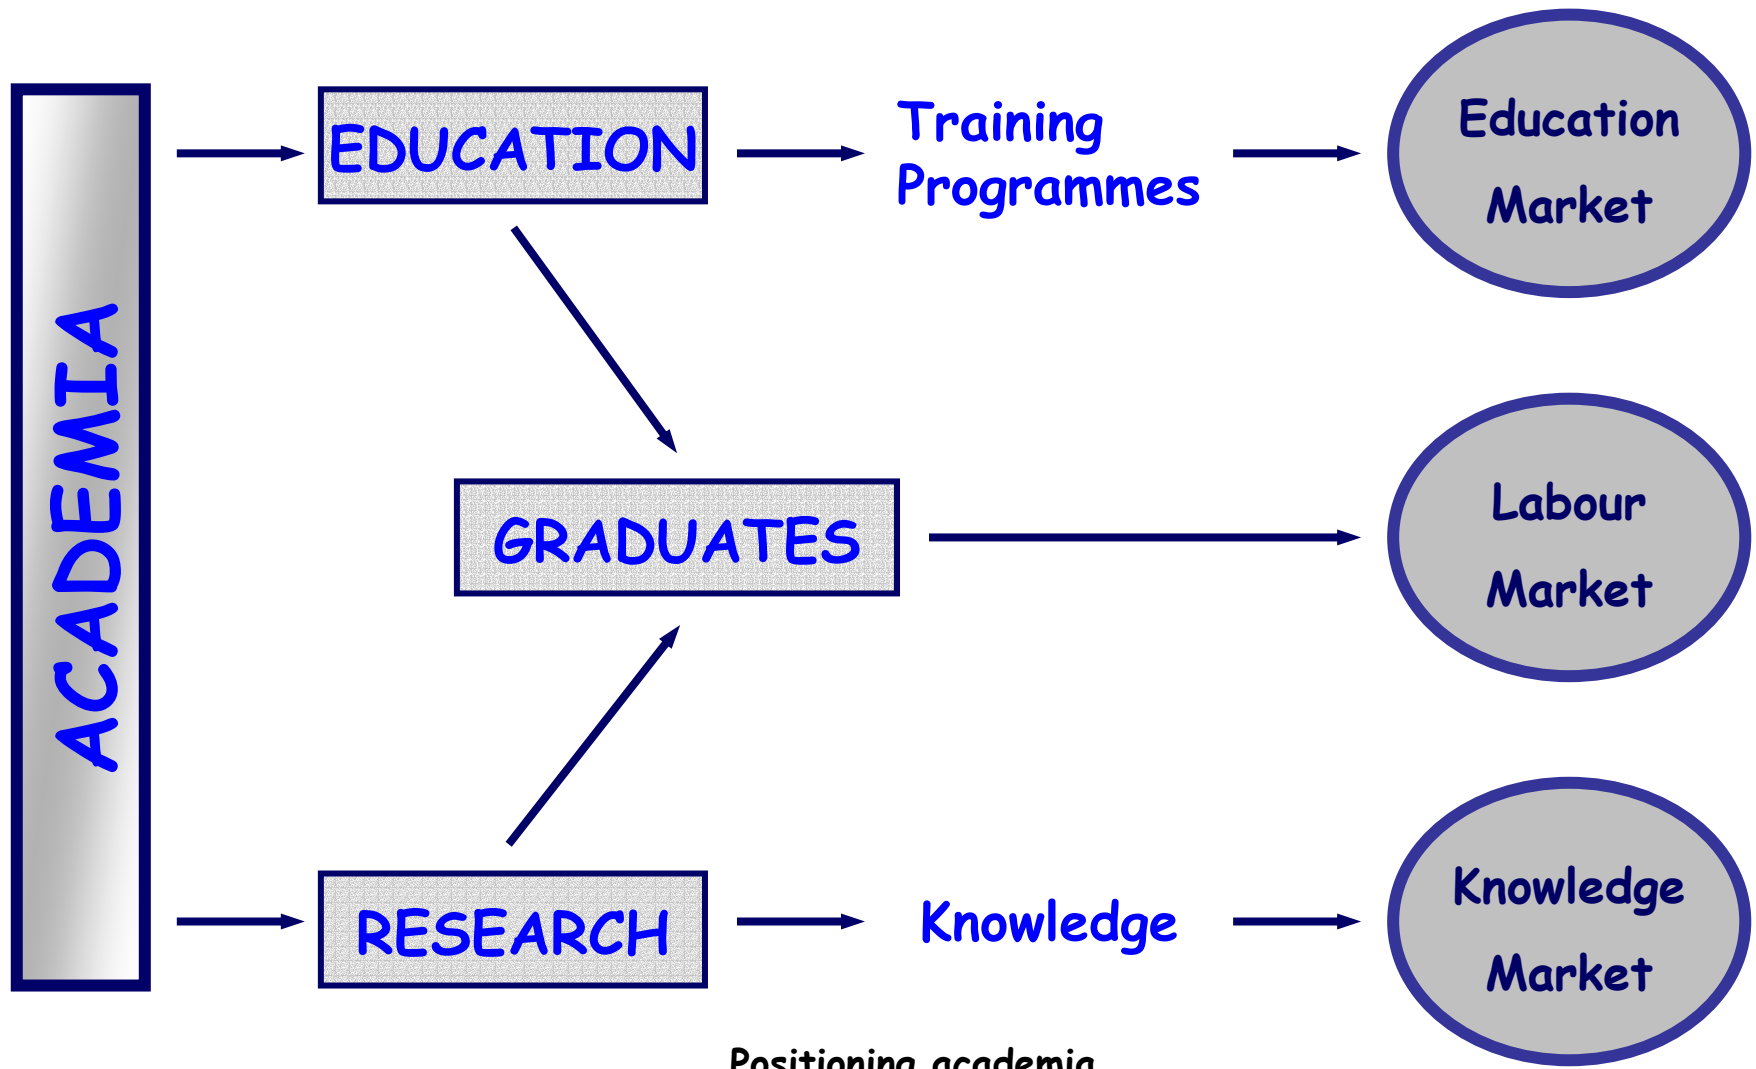 ACADEMIA
EDUCATION
Training
Programmes
Education
Market
GRADUATES
Labour
Market
RESEARCH
Knowledge
Knowledge
Market
Positioning academia